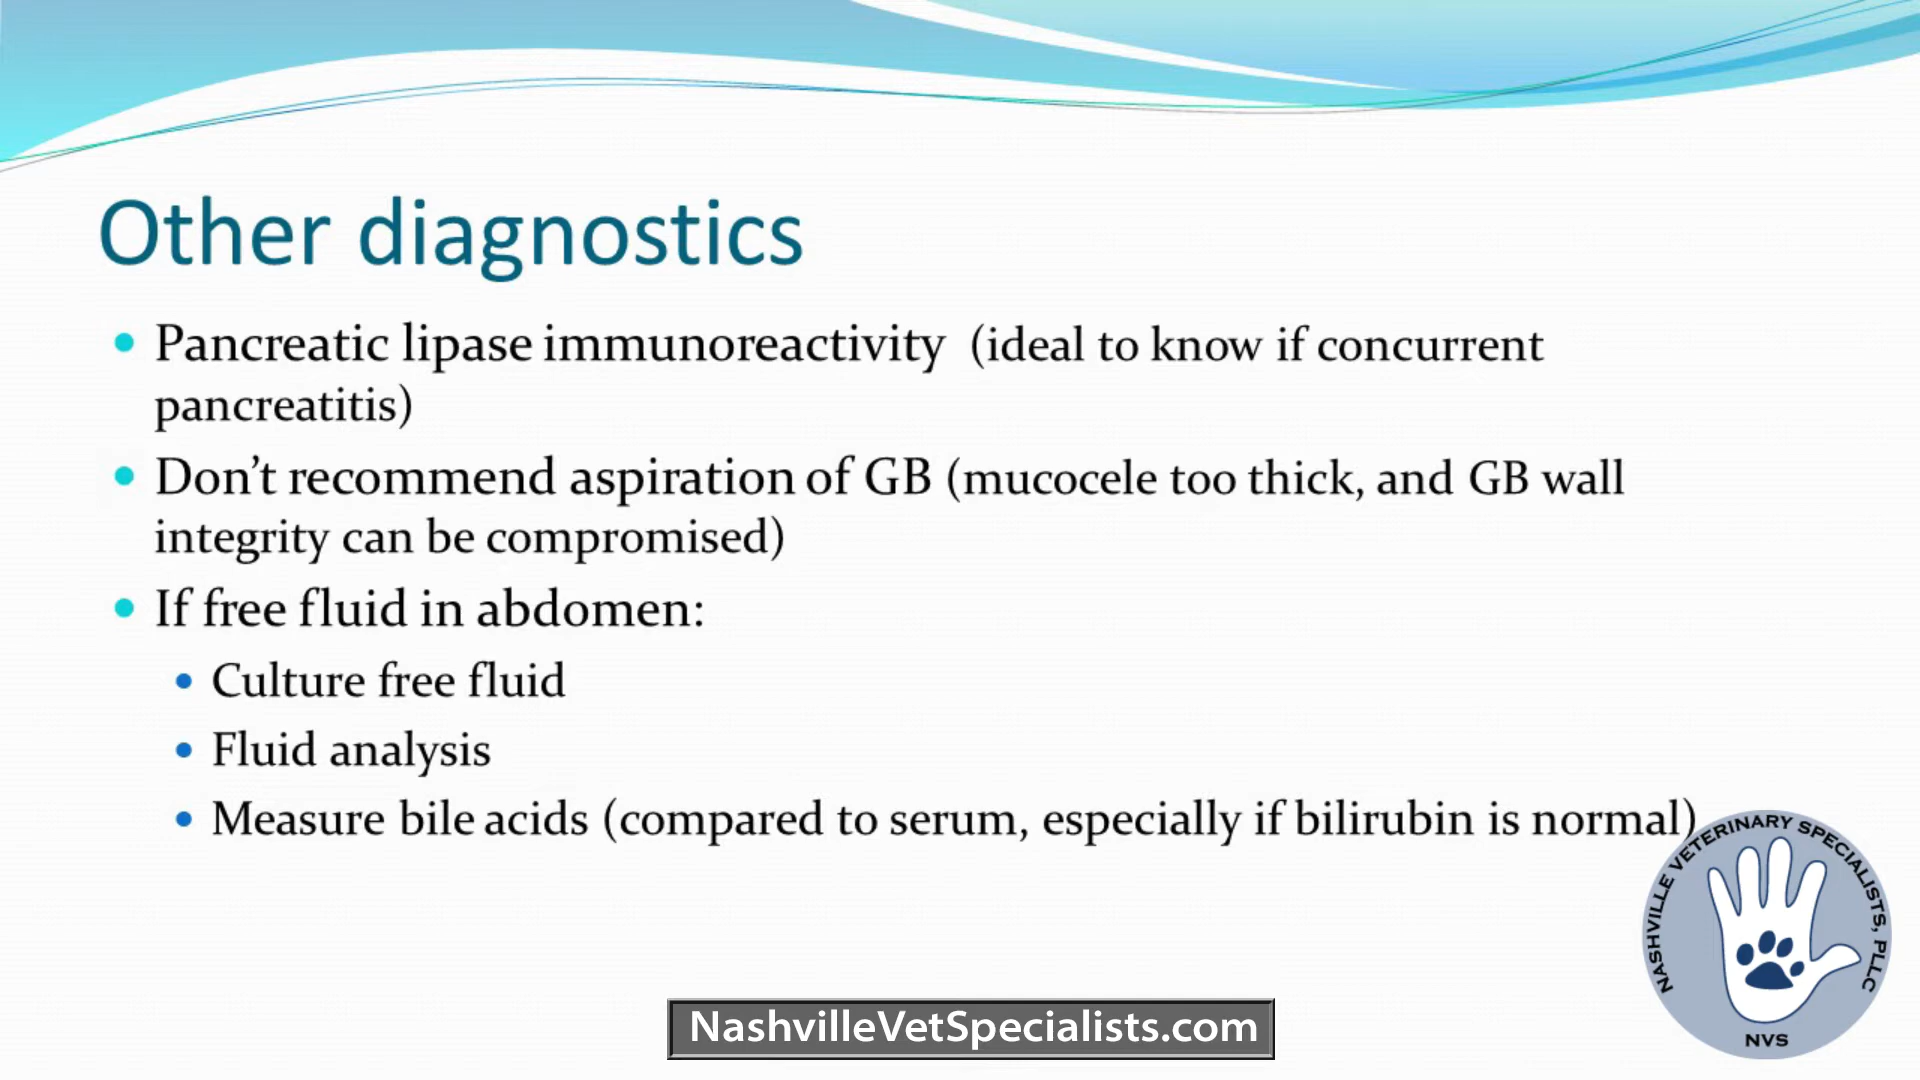 Other diagnostics
Pancreatic lipase immunoreactivity (ideal to know if concurrent
pancreatitis)
Don’t recommend aspiration of GB (mucocele too thick, and GB wall
integrity can be compromised)
If free fluid in abdomen:
Culture free fluid
Fluid analysis
Measure bile acids (compared to serum, especially if bilirubin is normal)
NASHVILLE VETERINARY SPECIALISTS, PLLC
NVS
NashvilleVetSpecialists.com